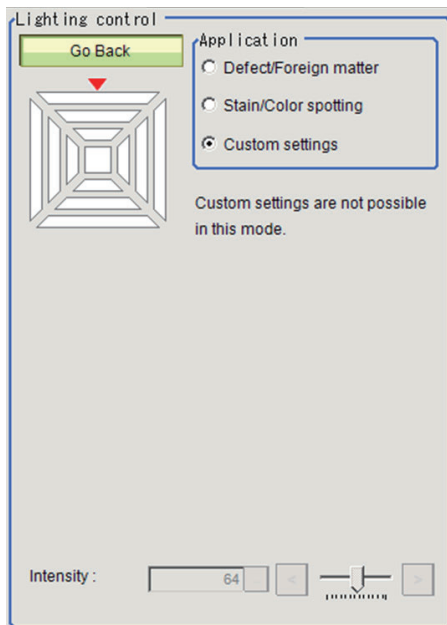 Lighting control
Go Back
Application
Defect/Foreign matter
Stain/Color spotting
Custom settings
Custom settings are not possible
in this mode.
Intensity : 64 ... < >